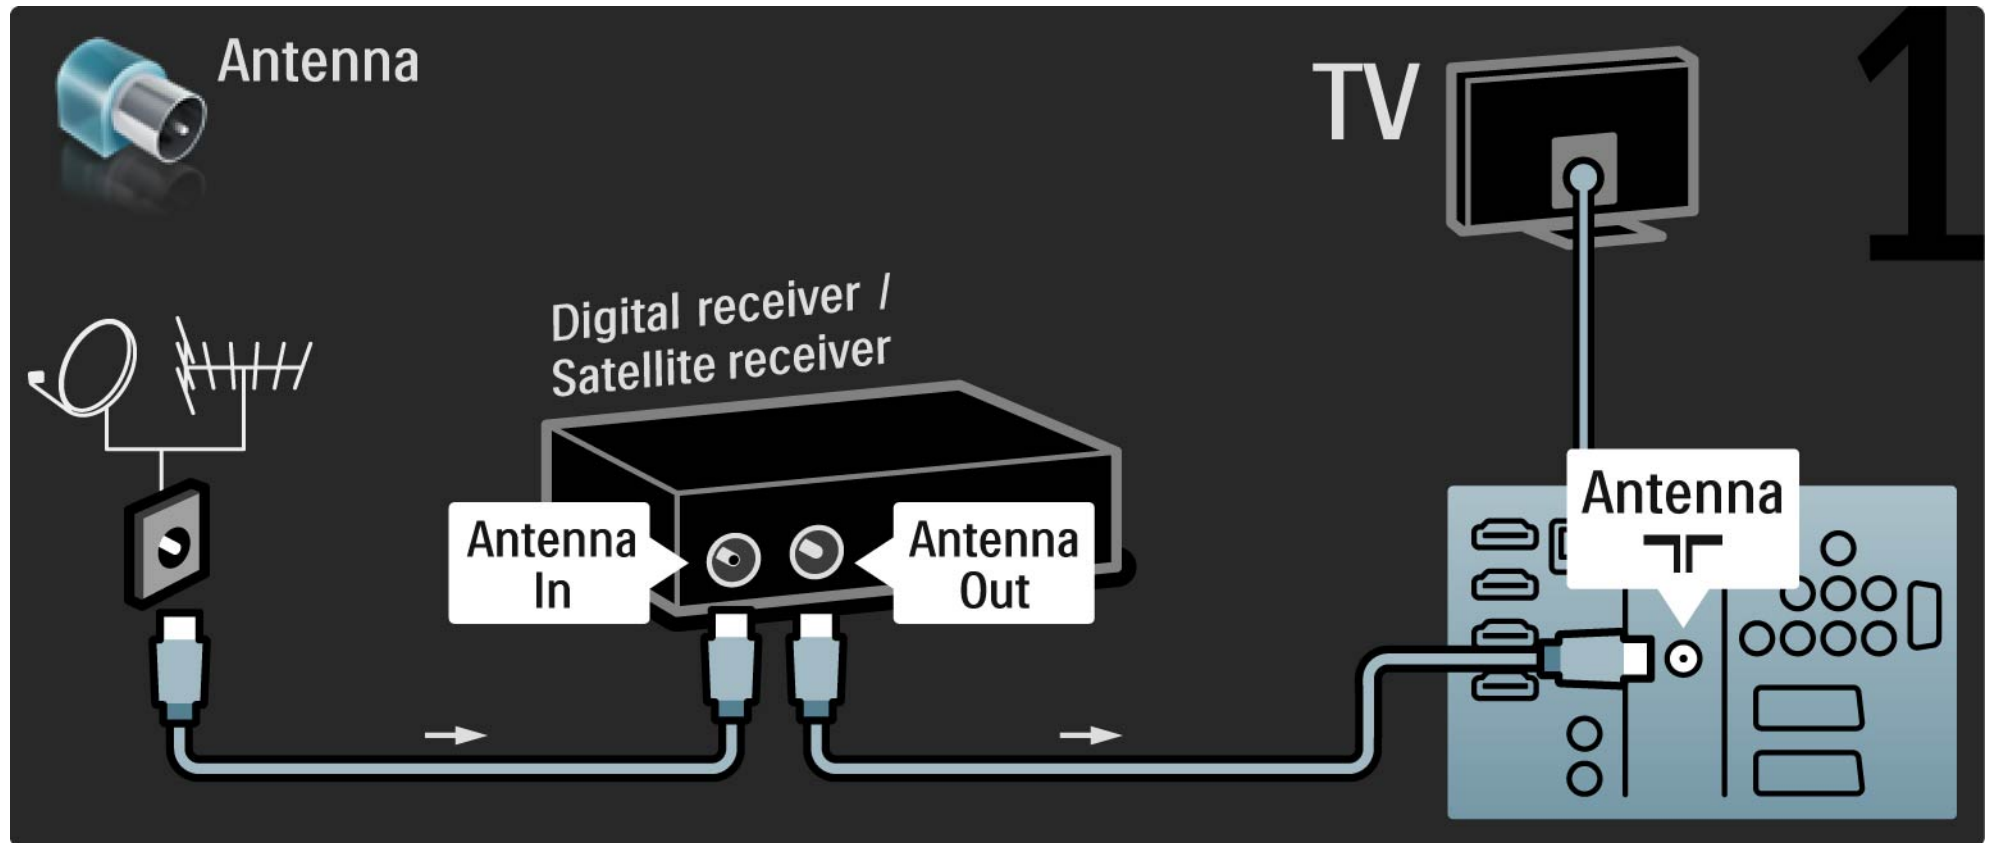 Antenna
TV
1
Digital receiver /
Satellite receiver
Antenna
In
Antenna
Out
Antenna